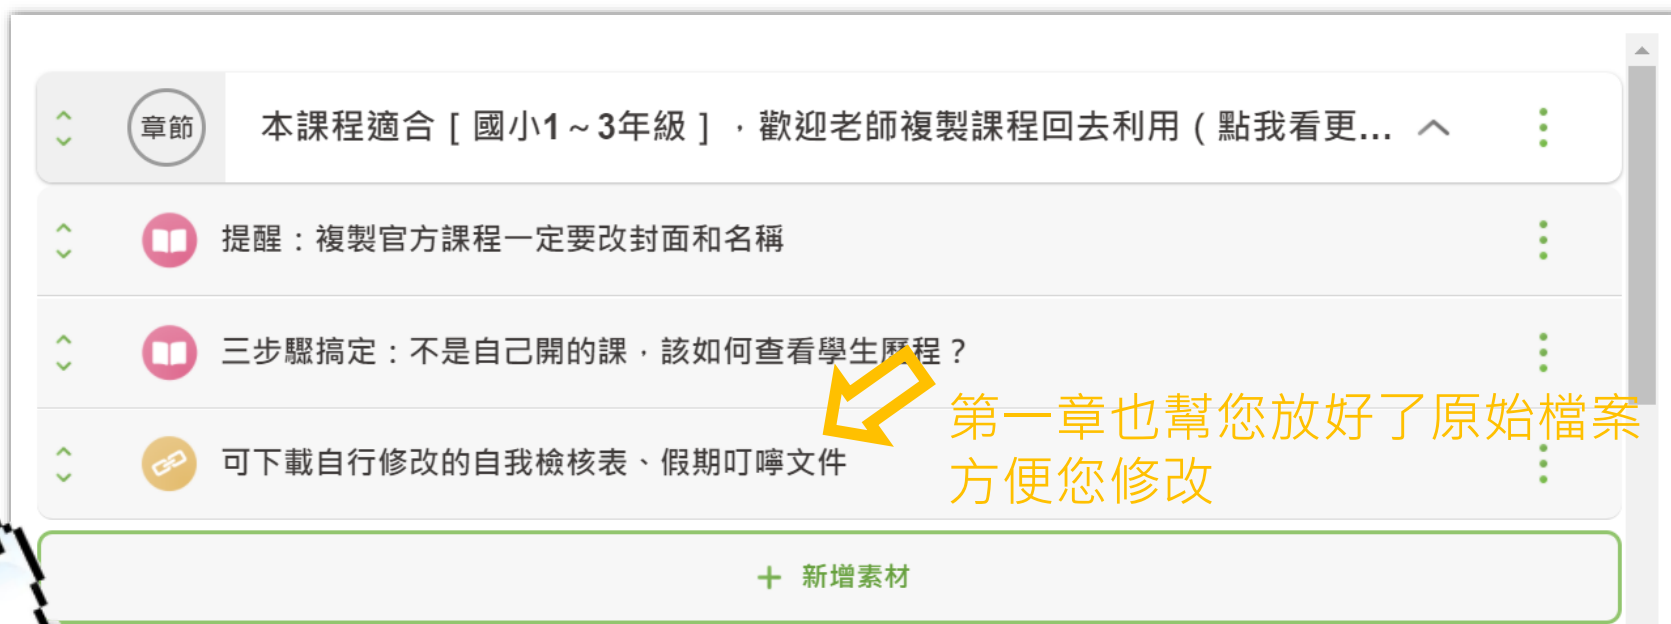 章節
本課程適合 [ 國小1～3年級 ] ，歡迎老師複製課程回去利用 ( 點我看更...
提醒：複製官方課程一定要改封面和名稱
三步驟搞定：不是自己開的課，該如何查看學生歷程？
第一章也幫您放好了原始檔案
可下載自行修改的自我檢核表、假期叮嚀文件
方便您修改
+ 新增素材